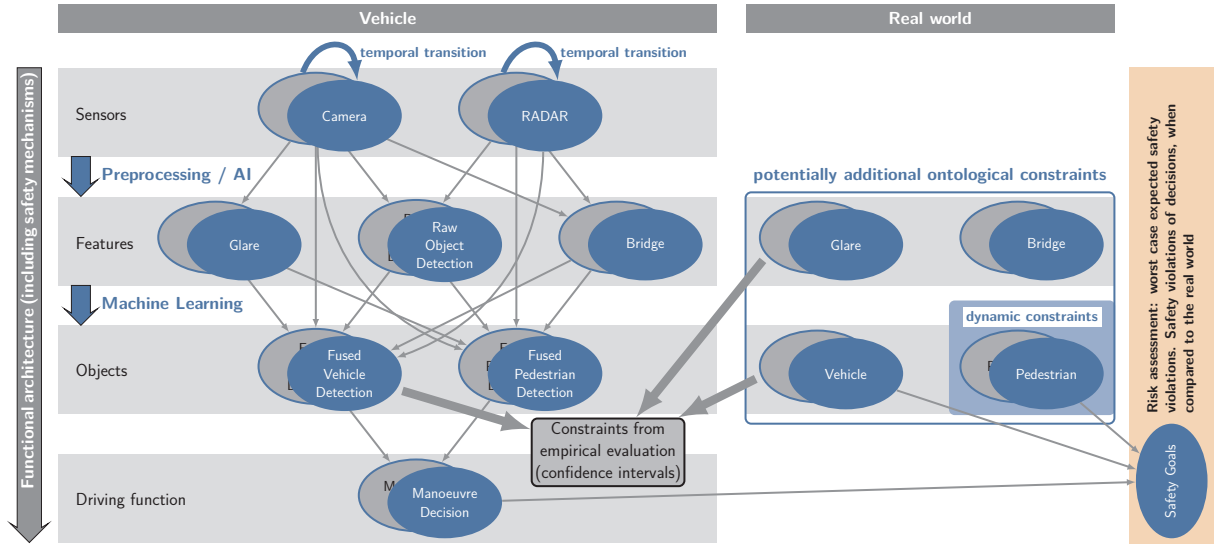 Vehicle
Real world
temporal transition
temporal transition
Functional architecture (including safety mechanisms)
Sensors
Camera
RADAR
Preprocessing / AI
potentially additional ontological constraints
Features
Glare
Raw
Object
Detection
Bridge
Glare
Bridge
Machine Learning
dynamic constraints
Objects
Fused
Vehicle
Detection
Fused
Pedestrian
Detection
Vehicle
Pedestrian
Constraints from
empirical evaluation
(confidence intervals)
Driving function
Manoeuvre
Decision
Risk assessment: worst case expected safety
violations. Safety violations of decisions, when
compared to the real world
Safety Goals